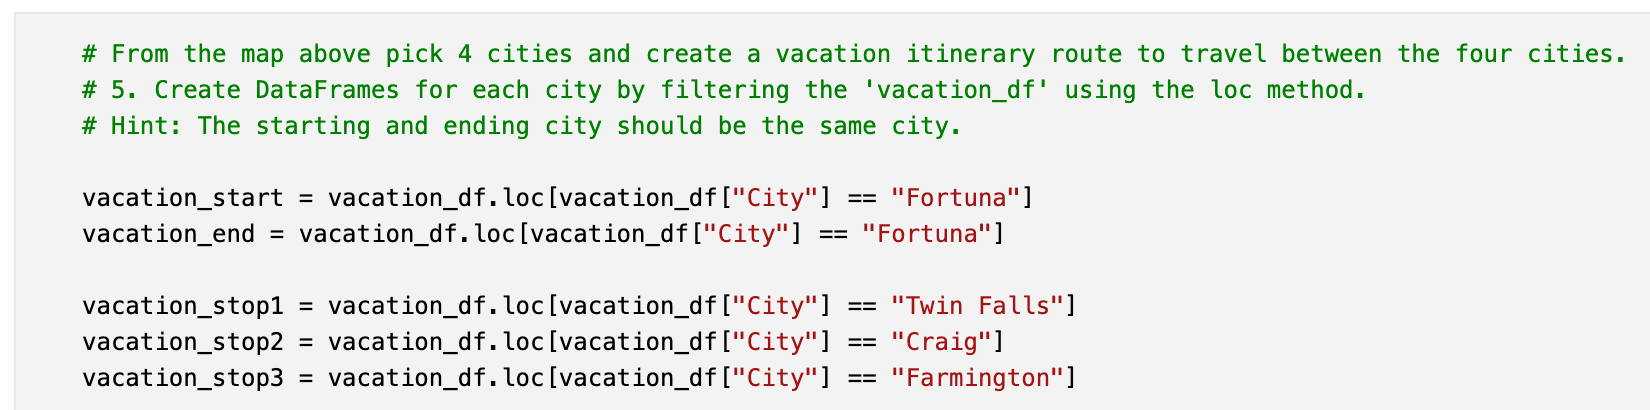 # From the map above pick 4 cities and create a vacation itinerary route to travel between the four cities.
# 5. Create DataFrames for each city by filtering the 'vacation_df' using the loc method.
# Hint: The starting and ending city should be the same city.
vacation_start = vacation_df.loc[vacation_df["City"] == "Fortuna"]
vacation_end = vacation_df.loc[vacation_df["City"] == "Fortuna"]
vacation_stop1 = vacation_df.loc[vacation_df["City"] == "Twin Falls"]
vacation_stop2 = vacation_df.loc[vacation_df["City"] == "Craig"]
vacation_stop3 = vacation_df.loc[vacation_df["City"] == "Farmington"]